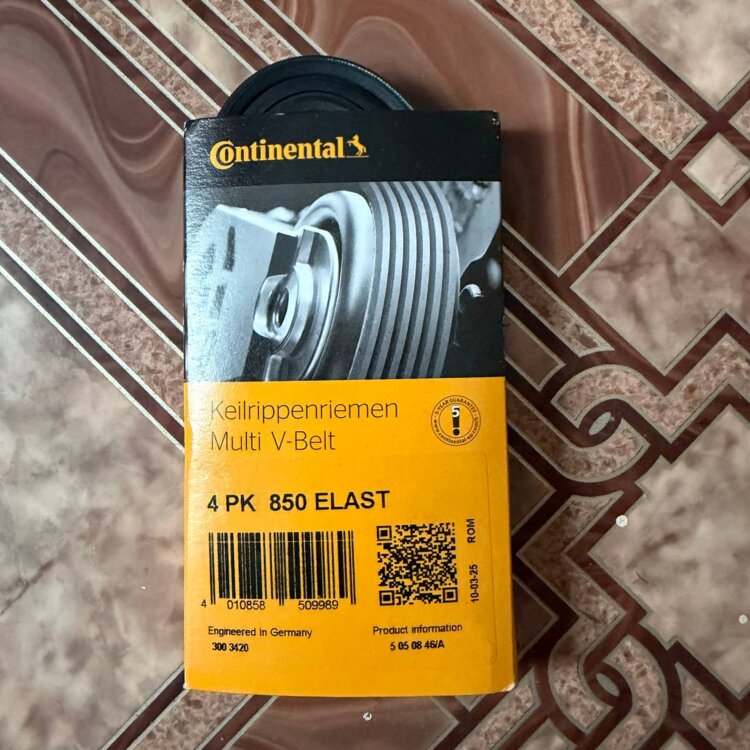 Continental
Keilrippenriemen
Multi V-Belt
5
4 PK 850 ELAST
4 010858 509989
10-03-25 ROM
Engineered in Germany
300 3420
Product information
5 05 08 46/A